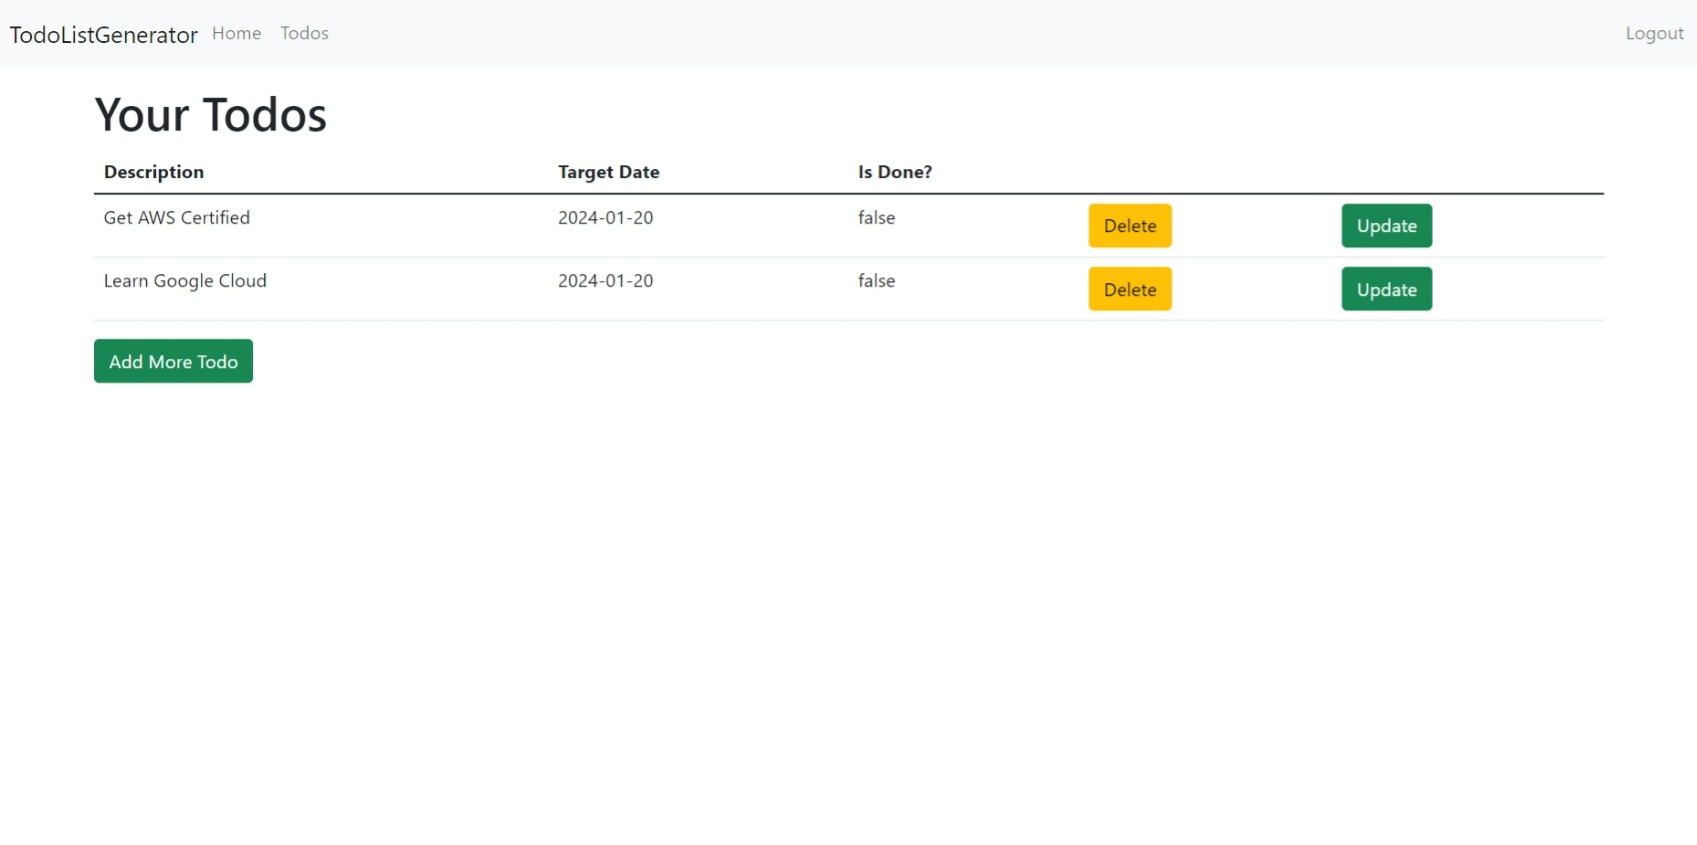 TodoListGenerator Home Todos Logout
Your Todos
Description Target Date Is Done?
Get AWS Certified 2024-01-20 false Delete Update
Learn Google Cloud 2024-01-20 false Delete Update
Add More Todo